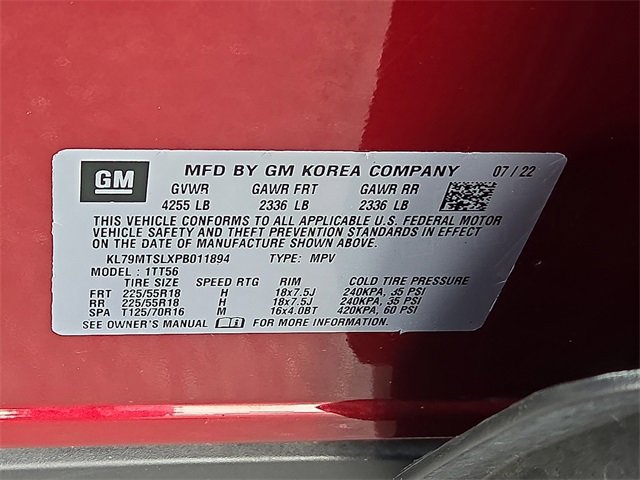 GM MFD BY GM KOREA COMPANY 07 / 22
GVWR GAWR FRT GAWR RR
4255 LB 2336 LB 2336 LB
THIS VEHICLE CONFORMS TO ALL APPLICABLE U.S. FEDERAL MOTOR
VEHICLE SAFETY AND THEFT PREVENTION STANDARDS IN
EFFECT ON THE DATE OF MANUFACTURE SHOWN ABOVE.
KL79MTSLXPB011894 TYPE: MPV
MODEL : 1TT56
TIRE SIZE SPEED RTG RIM COLD TIRE PRESSURE
FRT 225/55R18 H 18x7.5J 240KPA, 35 PSI
RR 225/55R18 H 18x7.5J 240KPA, 35 PSI
SPA T125/70R16 M 16x4.0BT 420KPA, 60 PSI
SEE OWNER'S MANUAL FOR MORE INFORMATION.